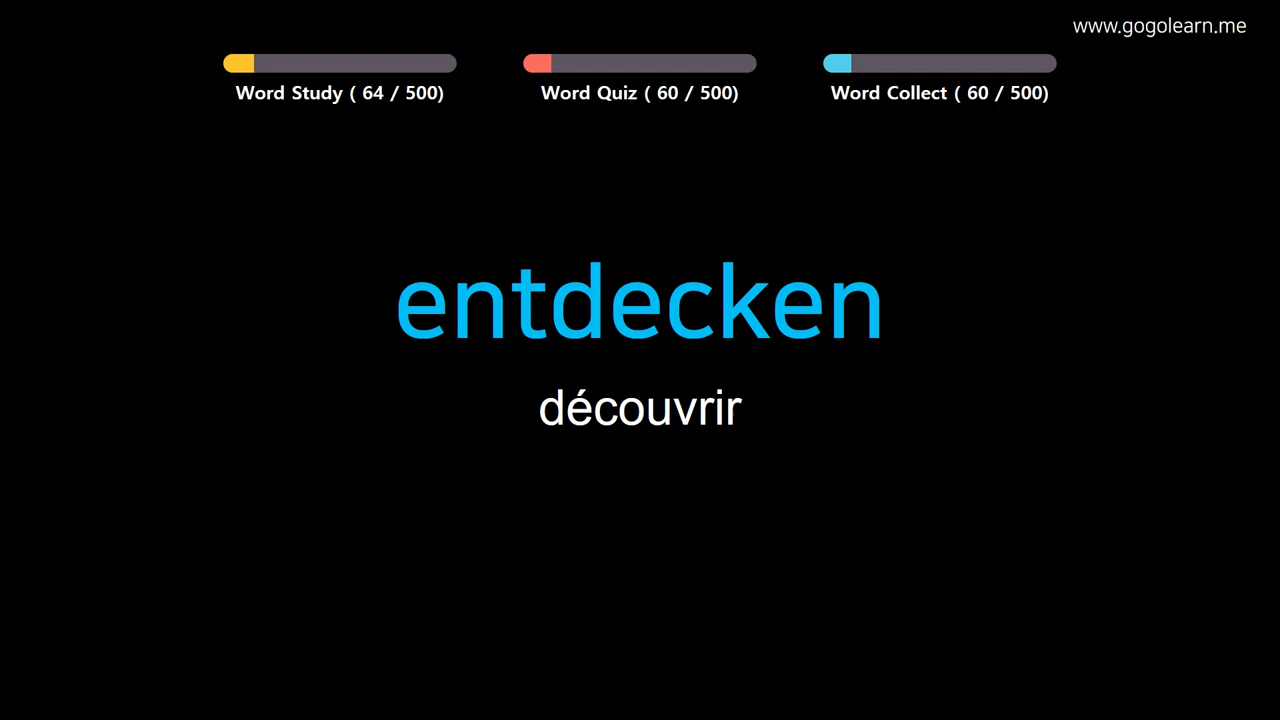 www.gogolearn.me
Word Study ( 64 / 500)
Word Quiz ( 60 / 500)
Word Collect ( 60 / 500)
entdecken
découvrir